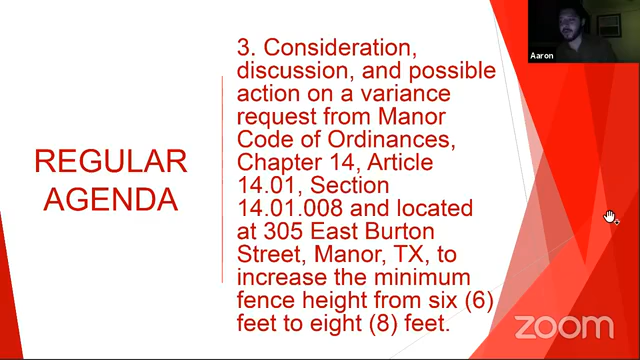 REGULAR
AGENDA
3. Consideration,
discussion, and possible
action on a variance
request from Manor
Code of Ordinances,
Chapter 14, Article
14.01, Section
14.01.008 and located
at 305 East Burton
Street, Manor, TX, to
increase the minimum
fence height from six (6)
feet to eight (8) feet.
Aaron
zoom